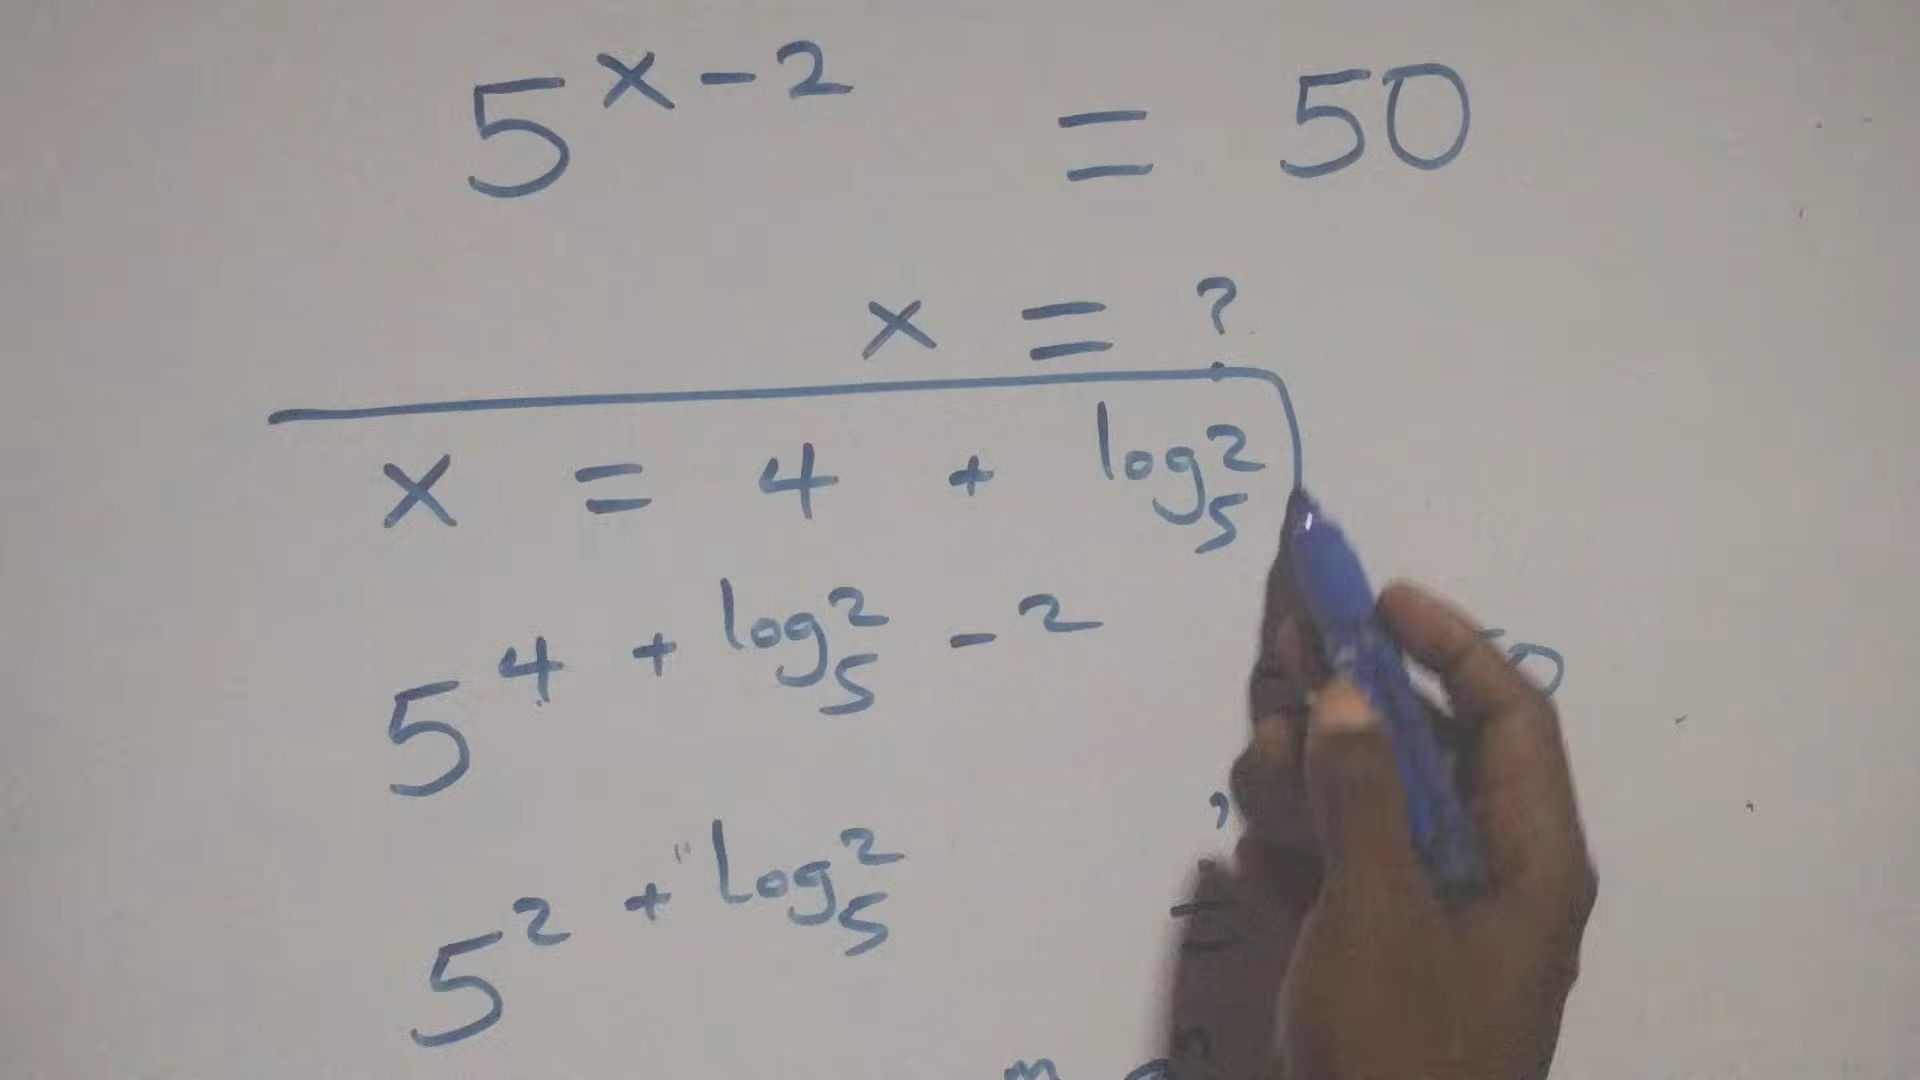 5^{x-2} = 50
x = ?
x = 4 + log_5 2
5^{4 + log_5 2 - 2}
5^{2 + log_5 2}